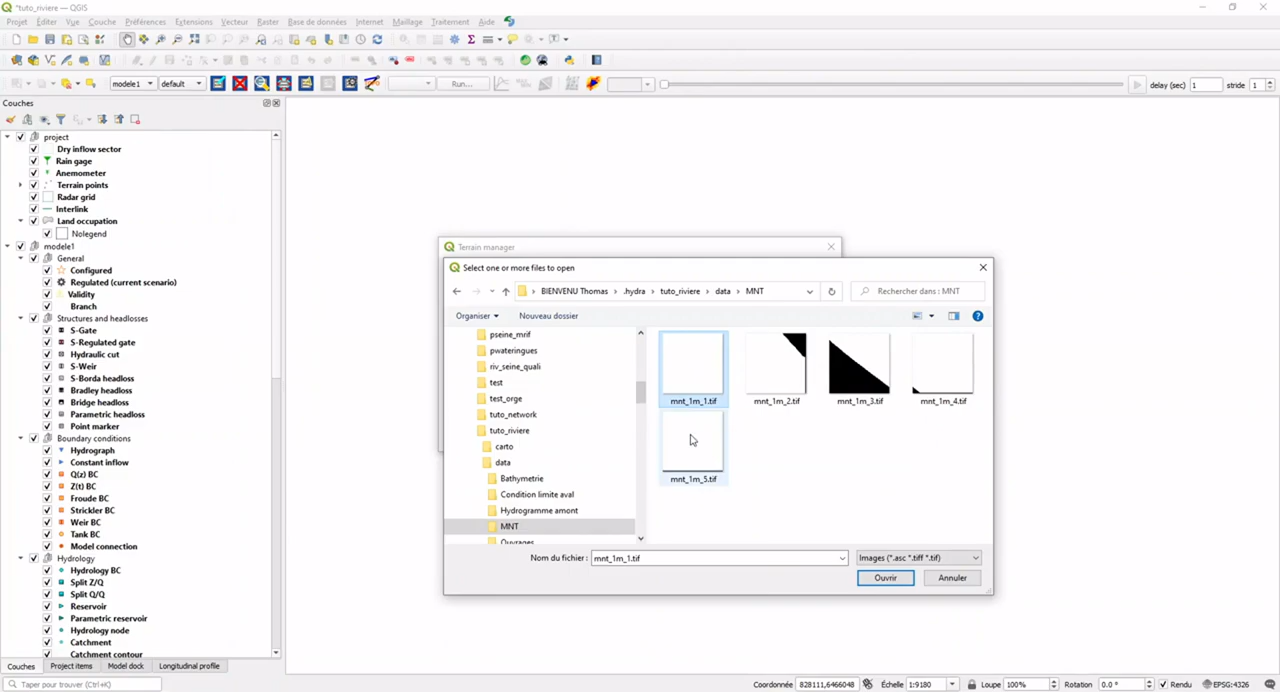 *tuto_riviere — QGIS
Projet Éditer Vue Couche Préférences Extensions Vecteur Raster Base de données Internet Maillage Traitement Aide
modele1 default Run... delay (sec) 1 stride 1
Couches
project
Dry inflow sector
Rain gage
Anemometer
Terrain points
Radar grid
Interlink
Land occupation
Nolegend
modele1
General
Configured
Regulated (current scenario)
Validity
Branch
Structures and headlosses
S-Gate
S-Regulated gate
Hydraulic cut
S-Weir
S-Borda headloss
Bradley headloss
Bridge headloss
Parametric headloss
Point marker
Boundary conditions
Hydrograph
Constant inflow
Q(z) BC
Z(t) BC
Froude BC
Strickler BC
Weir BC
Tank BC
Model connection
Hydrology
Hydrology BC
Split Z/Q
Split Q/Q
Reservoir
Parametric reservoir
Hydrology node
Catchment
Catchment contour
Couches Project items Model dock Longitudinal profile
Terrain manager
Select one or more files to open
BIENVENU Thomas > .hydra > tuto_riviere > data > MNT
Rechercher dans : MNT
Organiser Nouveau dossier
pseine_mrif
pwateringues
riv_seine_quali
test
test_orge
tuto_network
tuto_riviere
carto
data
Bathymetrie
Condition limite aval
Hydrogramme amont
MNT
Ouvrages
mnt_1m_1.tif mnt_1m_2.tif mnt_1m_3.tif mnt_1m_4.tif
mnt_1m_5.tif
Nom du fichier : mnt_1m_1.tif Images (*.asc *.tiff *.tif)
Ouvrir Annuler
Taper pour trouver (Ctrl+K) Coordonnée 828111,6466048 Échelle 1:9180 Loupe 100% Rotation 0.0 ° Rendu EPSG:4326